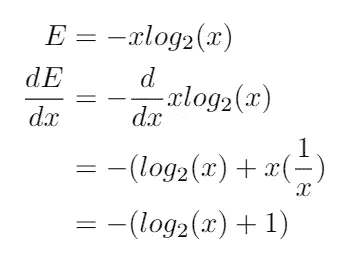 E = −xlog₂(x)
dE/dx = −d/dx xlog₂(x)
= −(log₂(x) + x(1/x)
= −(log₂(x) + 1)